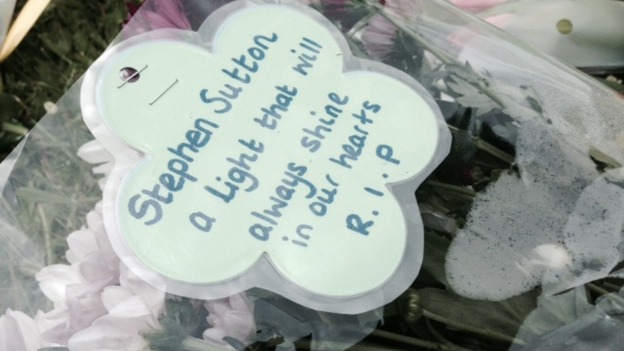 Stephen Sutton
a light that will
always shine
in our hearts
R.I.P